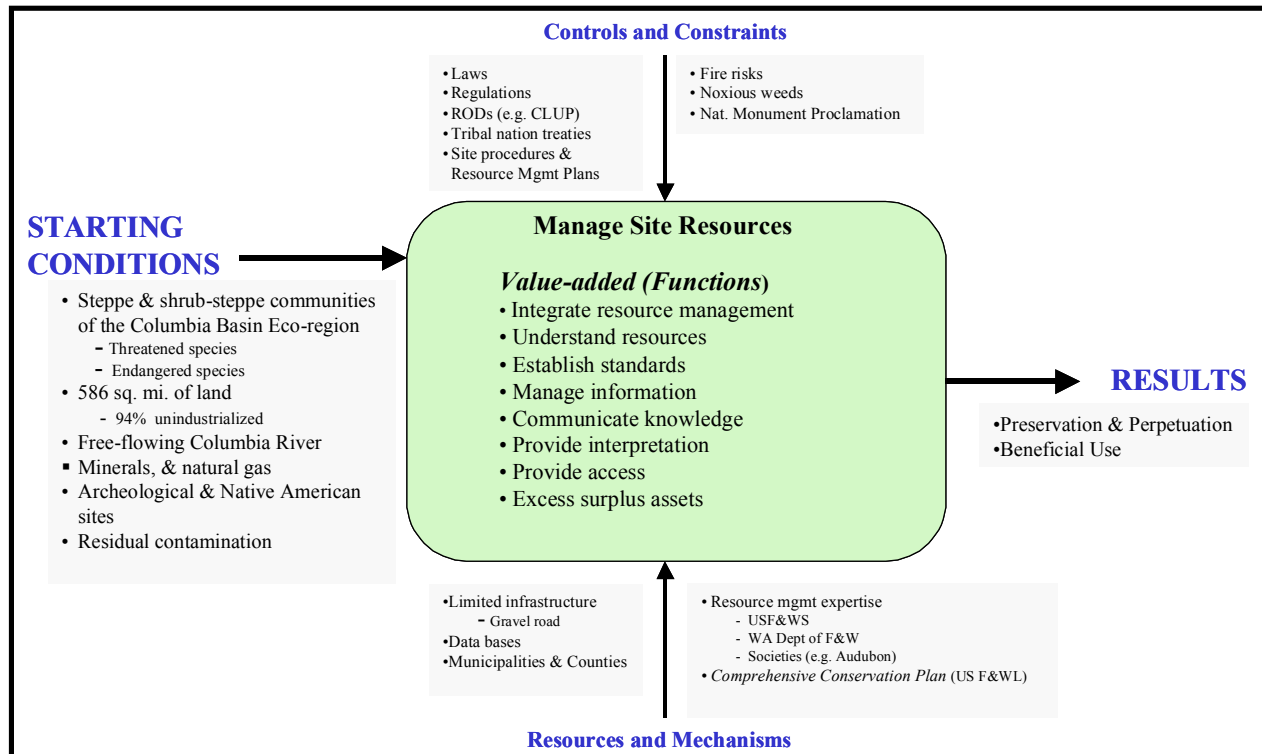 Controls and Constraints
•Laws
•Regulations
•RODs (e.g. CLUP)
•Tribal nation treaties
•Site procedures &
Resource Mgmt Plans
• Fire risks
• Noxious weeds
• Nat. Monument Proclamation
STARTING
CONDITIONS
• Steppe & shrub-steppe communities
of the Columbia Basin Eco-region
- Threatened species
- Endangered species
• 586 sq. mi. of land
- 94% unindustrialized
• Free-flowing Columbia River
▪ Minerals, & natural gas
• Archeological & Native American
sites
• Residual contamination
Manage Site Resources
Value-added (Functions)
• Integrate resource management
• Understand resources
• Establish standards
• Manage information
• Communicate knowledge
• Provide interpretation
• Provide access
• Excess surplus assets
RESULTS
•Preservation & Perpetuation
•Beneficial Use
•Limited infrastructure
- Gravel road
•Data bases
•Municipalities & Counties
• Resource mgmt expertise
- USF&WS
- WA Dept of F&W
- Societies (e.g. Audubon)
• Comprehensive Conservation Plan (US F&WL)
Resources and Mechanisms